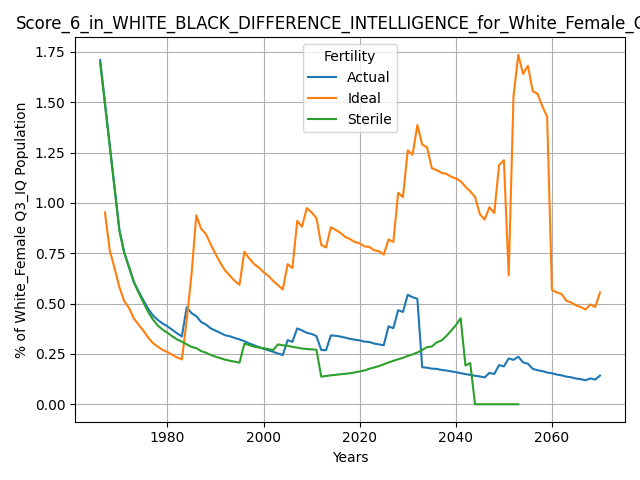 Score_6_in_WHITE_BLACK_DIFFERENCE_INTELLIGENCE_for_White_Female_
Fertility
Actual
Ideal
Sterile
% of White_Female Q3_IQ Population
1.75
1.50
1.25
1.00
0.75
0.50
0.25
0.00
1980
2000
2020
2040
2060
Years